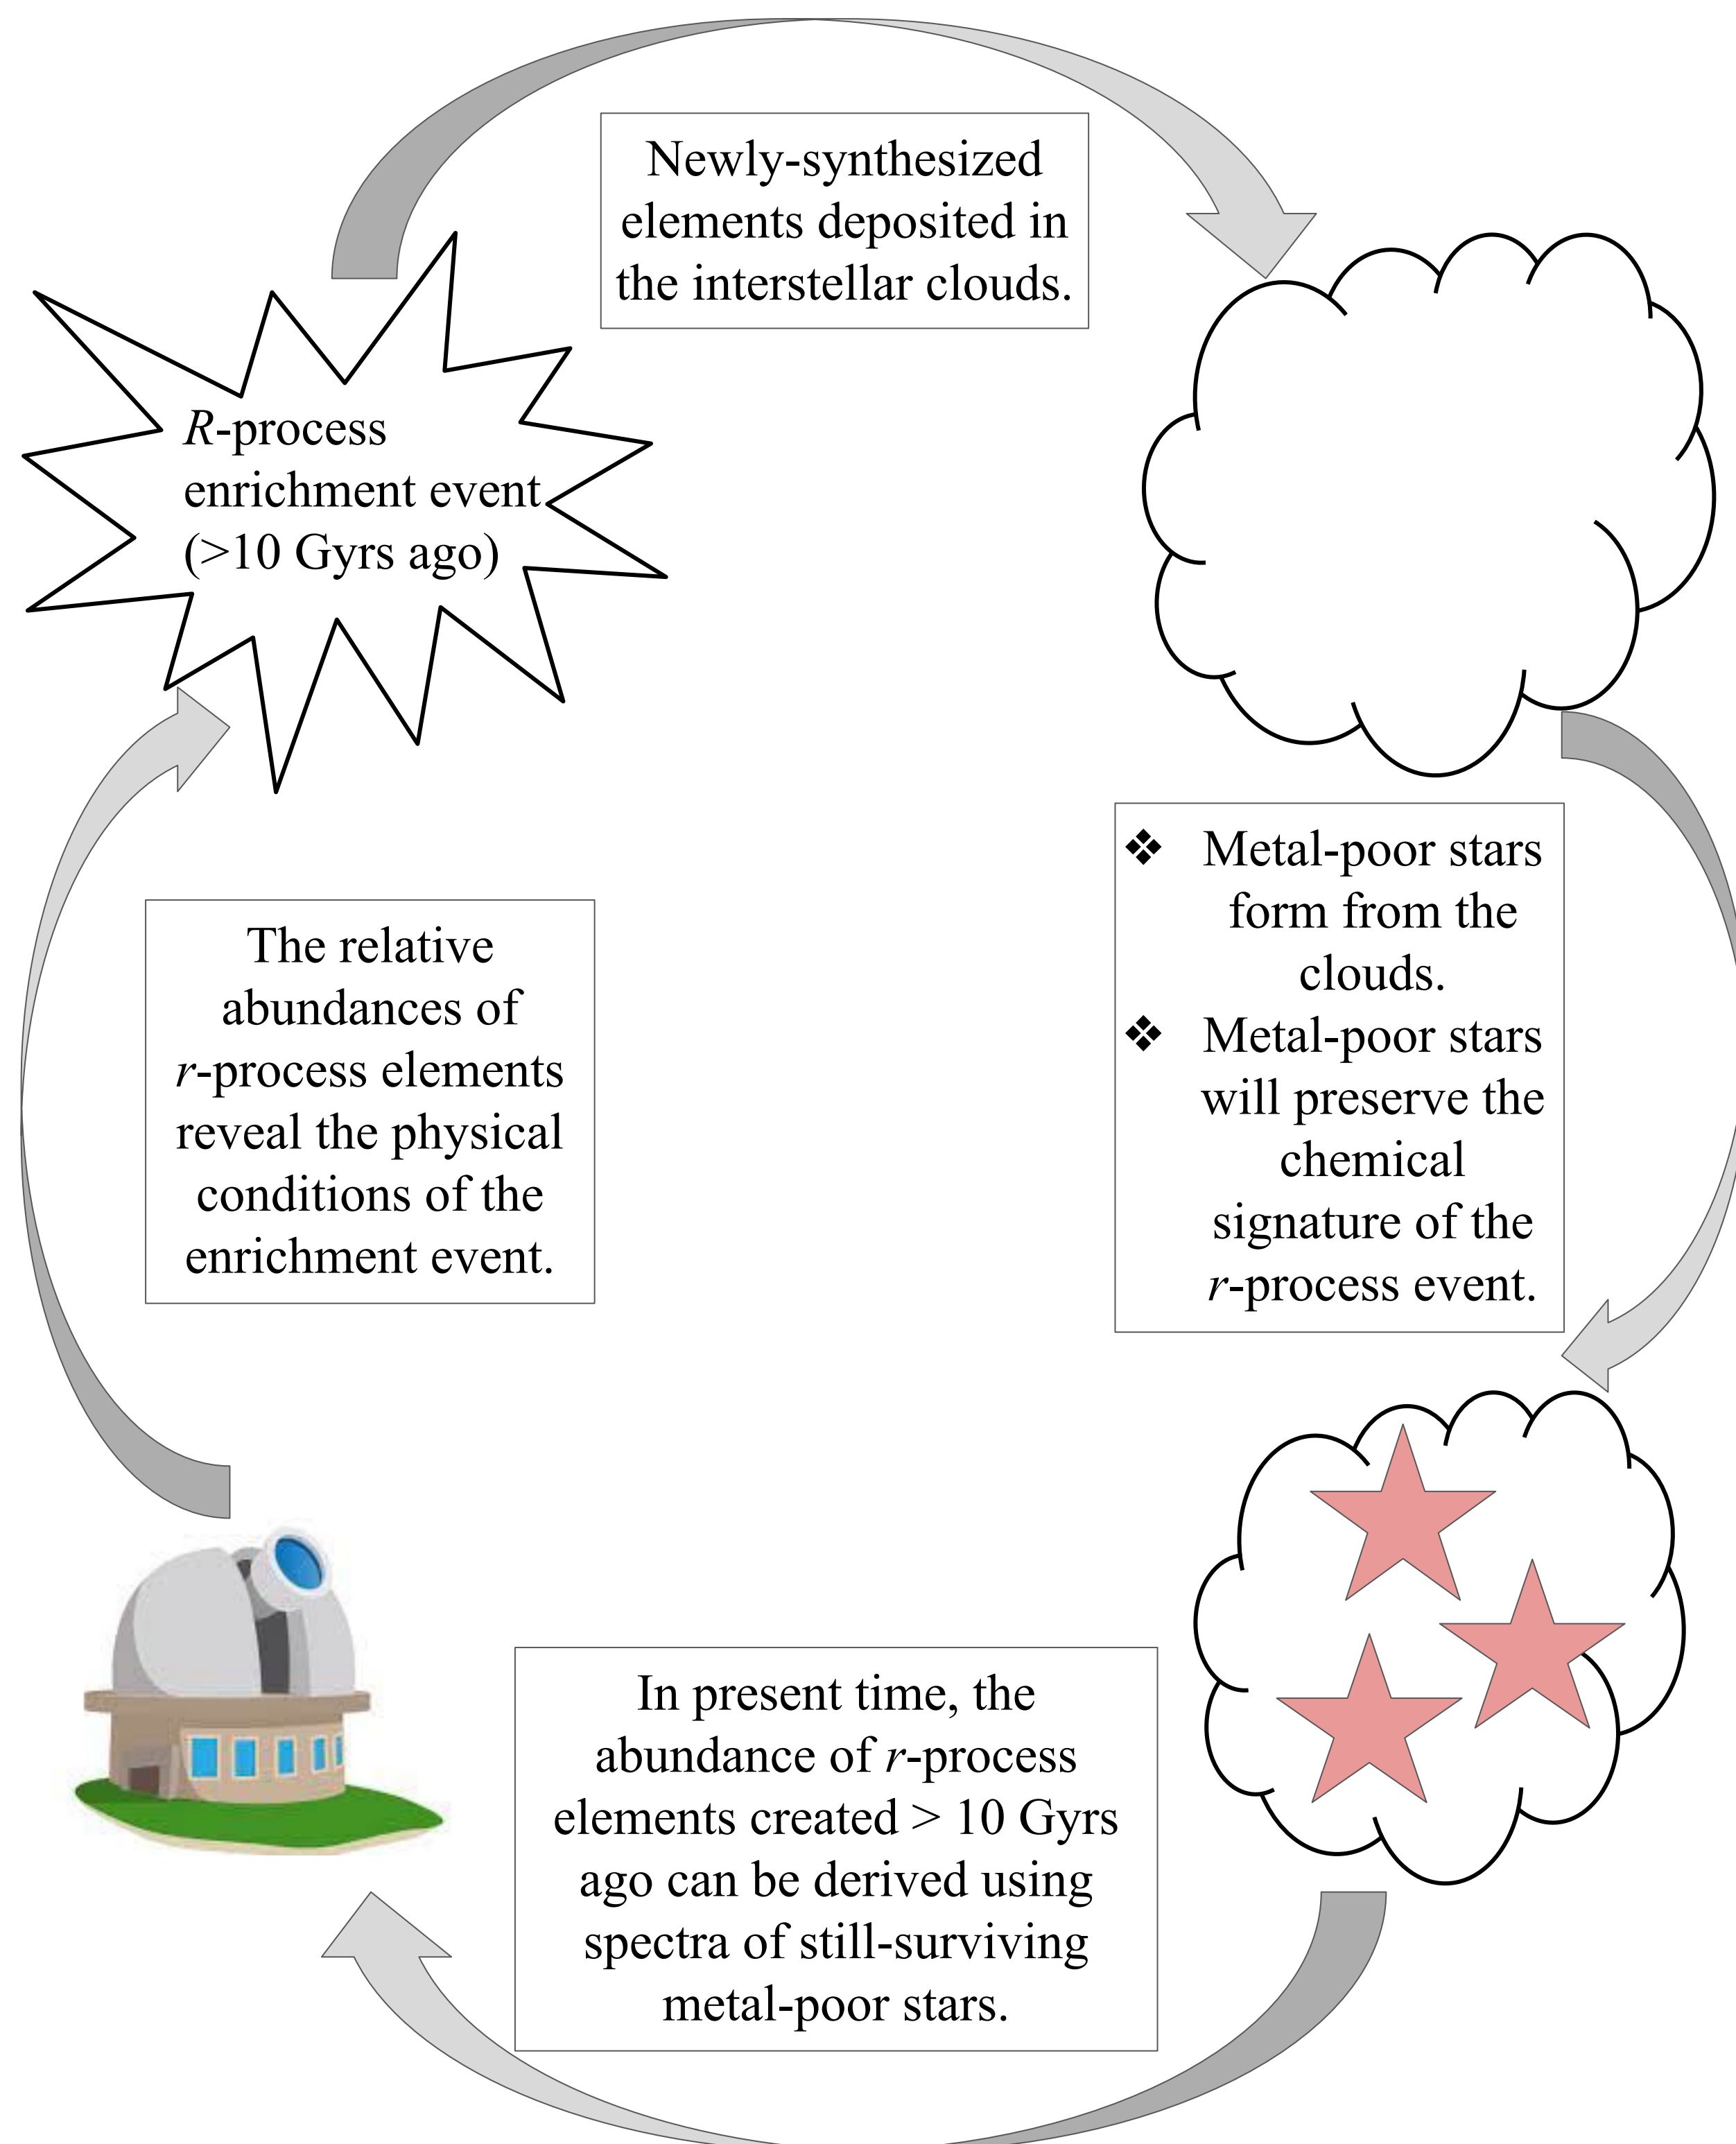 Newly-synthesized
elements deposited in
the interstellar clouds.
R-process
enrichment event
(>10 Gyrs ago)
❖ Metal-poor stars
form from the
clouds.
❖ Metal-poor stars
will preserve the
chemical
signature of the
r-process event.
The relative
abundances of
r-process elements
reveal the physical
conditions of the
enrichment event.
In present time, the
abundance of r-process
elements created > 10 Gyrs
ago can be derived using
spectra of still-surviving
metal-poor stars.